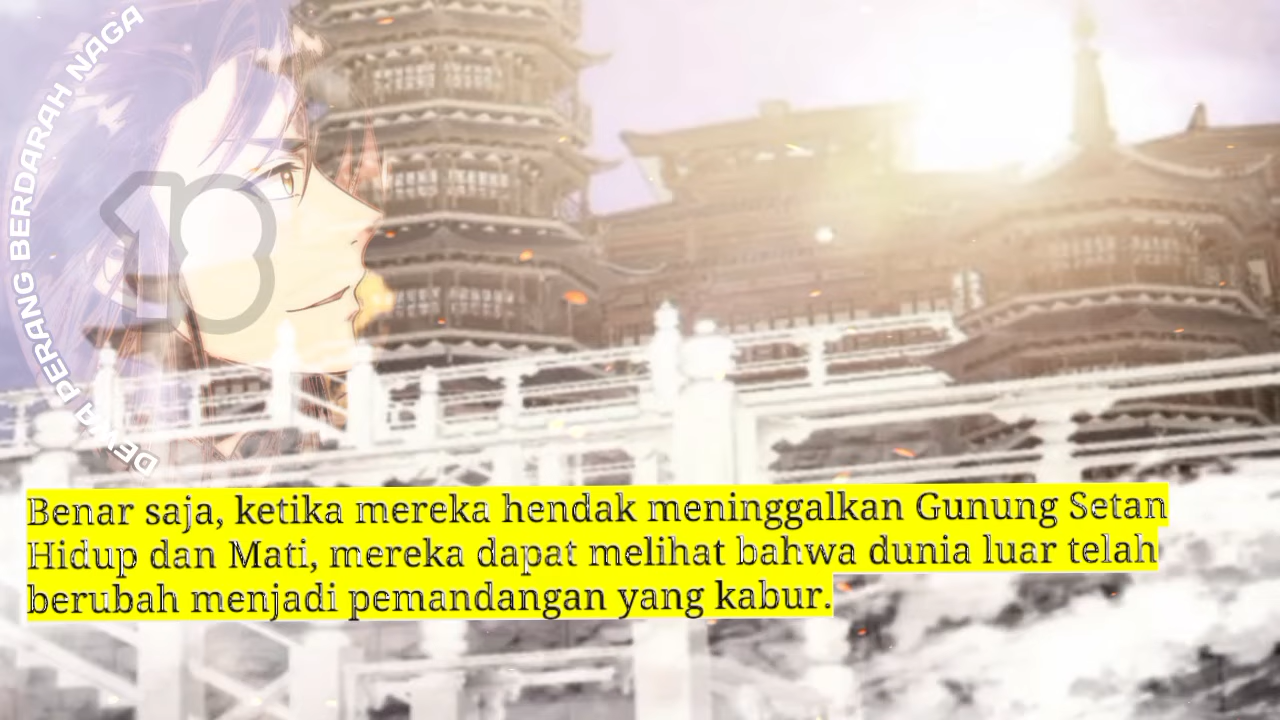 DEWA PERANG BERDARAH NAGA
18
Benar saja, ketika mereka hendak meninggalkan Gunung Setan
Hidup dan Mati, mereka dapat melihat bahwa dunia luar telah
berubah menjadi pemandangan yang kabur.